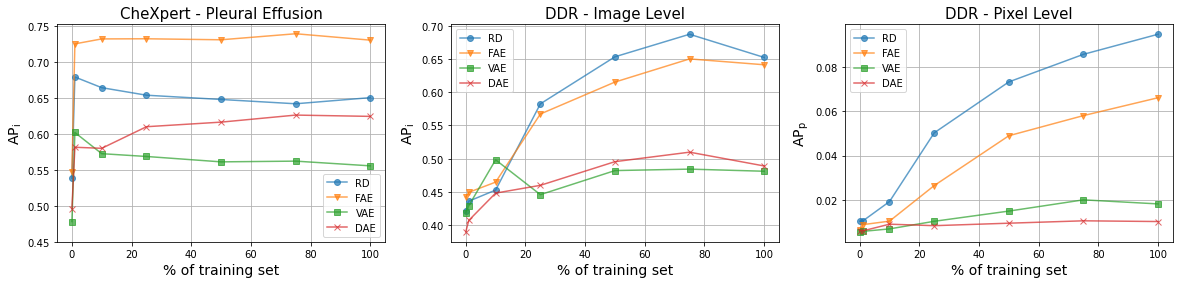 CheXpert - Pleural Effusion
0.75
0.70
0.65
0.60
0.55
0.50
0.45
APi
0 20 40 60 80 100
% of training set
RD
FAE
VAE
DAE
DDR - Image Level
0.70
0.65
0.60
0.55
0.50
0.45
0.40
APi
0 20 40 60 80 100
% of training set
RD
FAE
VAE
DAE
DDR - Pixel Level
0.08
0.06
0.04
0.02
APp
0 20 40 60 80 100
% of training set
RD
FAE
VAE
DAE